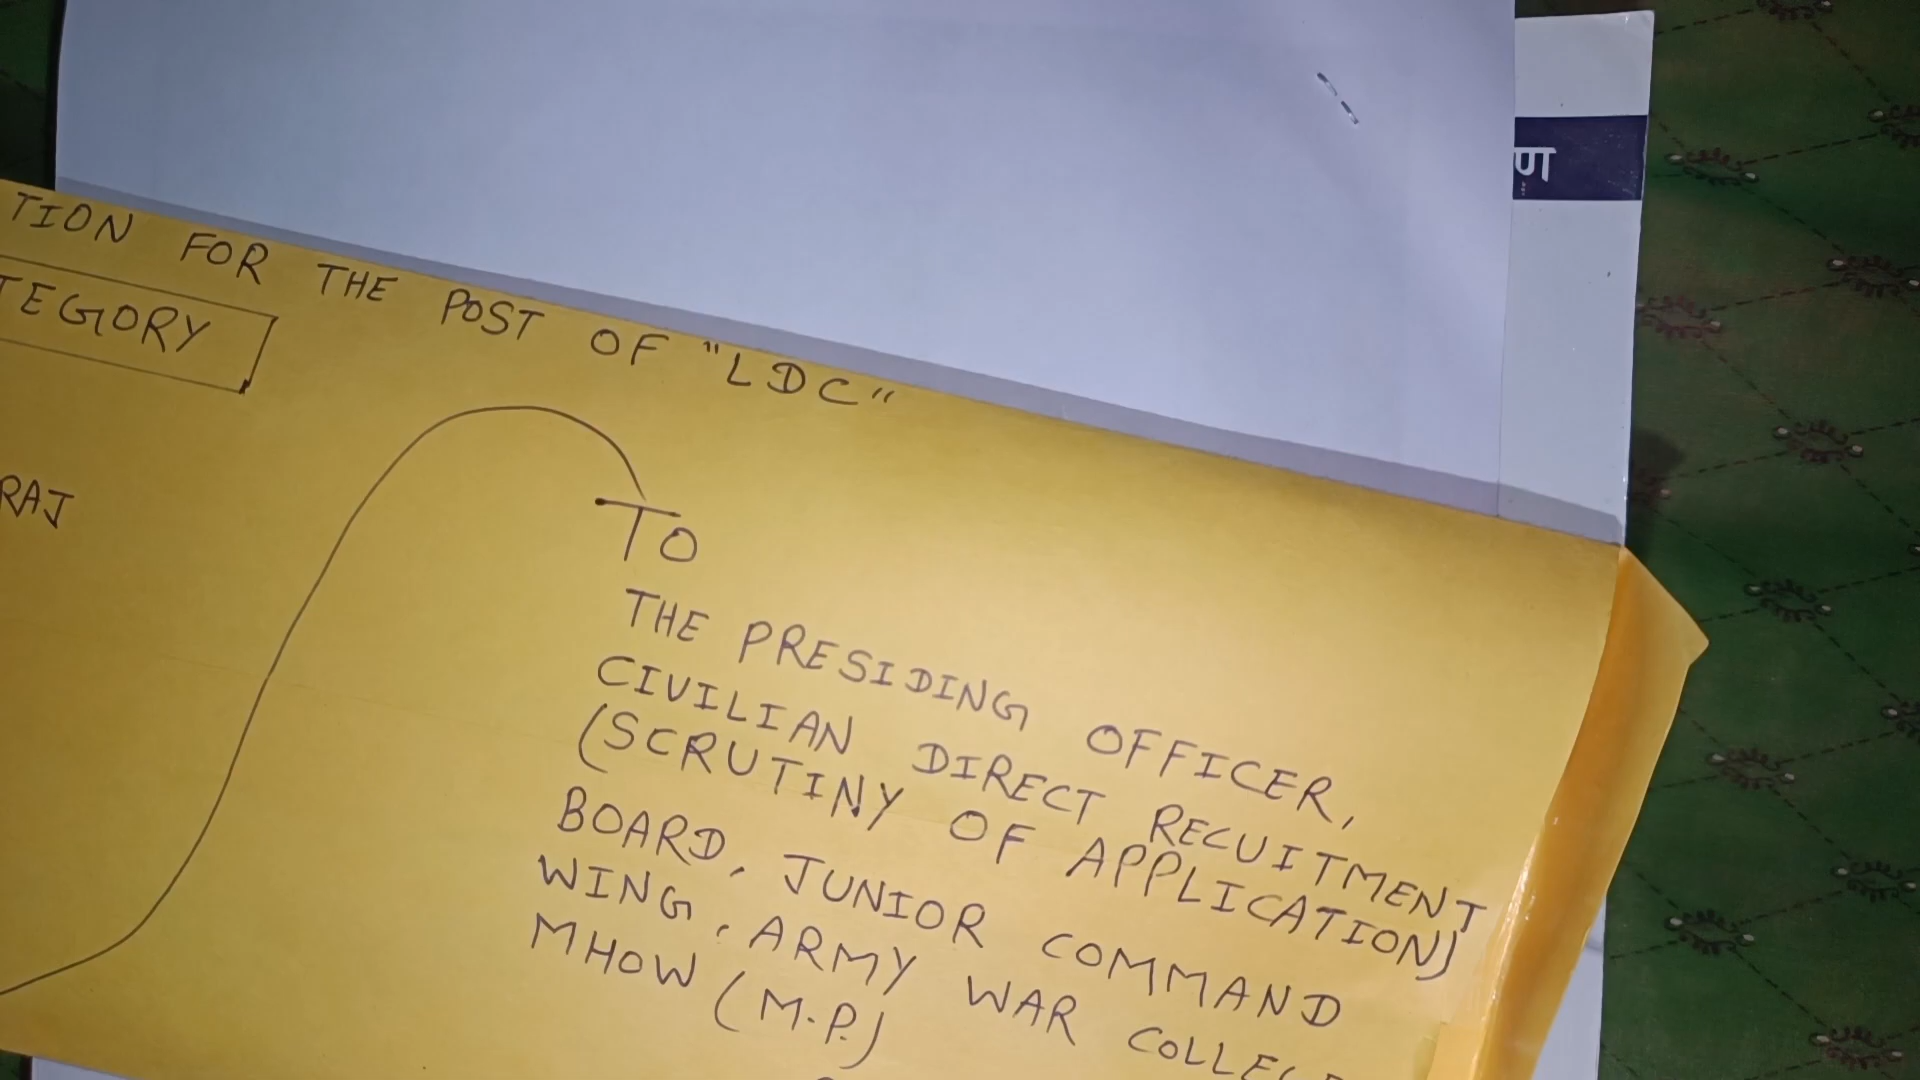 TION FOR THE POST OF "LDC"
TEGORY
RAJ
TO
THE PRESIDING OFFICER,
CIVILIAN DIRECT RECUITMENT
(SCRUTINY OF APPLICATION)
BOARD, JUNIOR COMMAND
WING, ARMY WAR COLLEGE
MHOW (M.P.)
ण